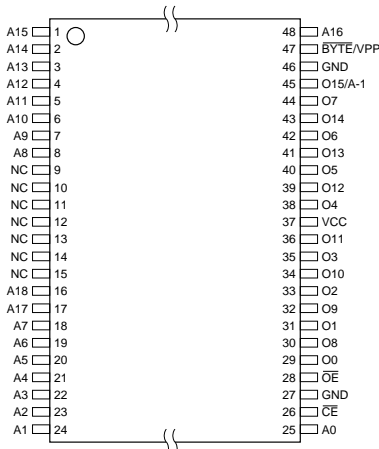 A15 1 48 A16
A14 2 47 BYTE/VPP
A13 3 46 GND
A12 4 45 O15/A-1
A11 5 44 O7
A10 6 43 O14
A9 7 42 O6
A8 8 41 O13
NC 9 40 O5
NC 10 39 O12
NC 11 38 O4
NC 12 37 VCC
NC 13 36 O11
NC 14 35 O3
NC 15 34 O10
A18 16 33 O2
A17 17 32 O9
A7 18 31 O1
A6 19 30 O8
A5 20 29 O0
A4 21 28 OE
A3 22 27 GND
A2 23 26 CE
A1 24 25 A0